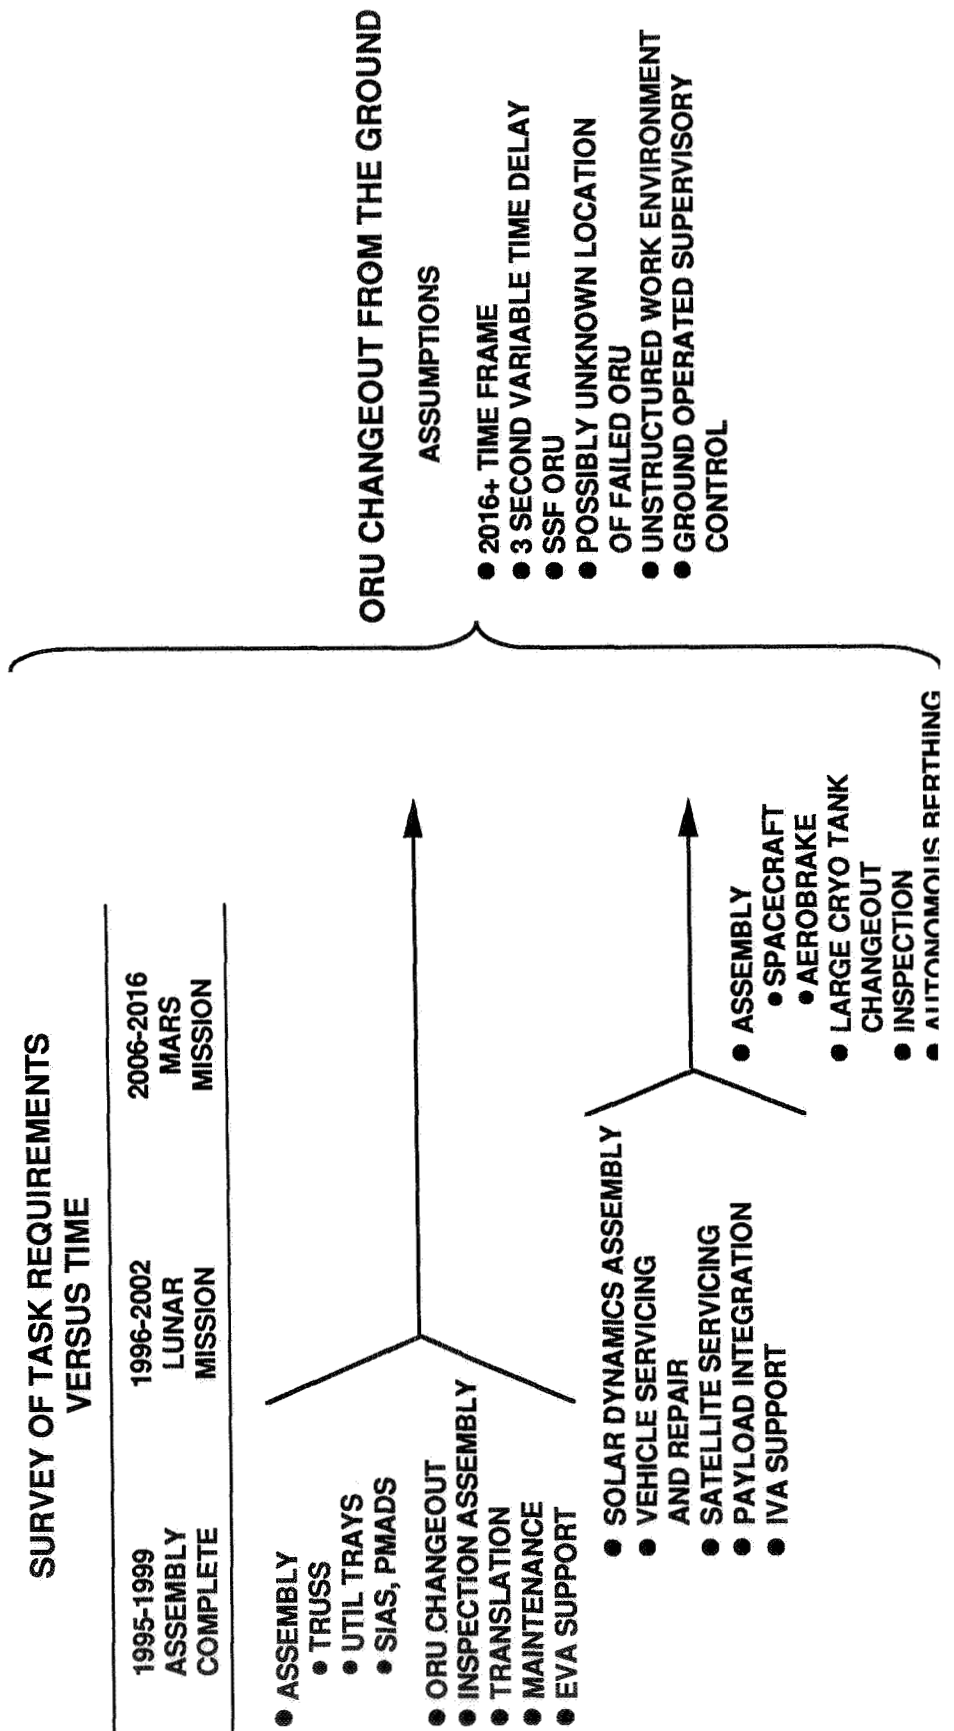 SURVEY OF TASK REQUIREMENTS
VERSUS TIME
1995-1999
ASSEMBLY
COMPLETE
1996-2002
LUNAR
MISSION
2006-2016
MARS
MISSION
● ASSEMBLY
● TRUSS
● UTIL TRAYS
● SIAS, PMADS
● ORU CHANGEOUT
● INSPECTION ASSEMBLY
● TRANSLATION
● MAINTENANCE
● EVA SUPPORT
● SOLAR DYNAMICS ASSEMBLY
● VEHICLE SERVICING
AND REPAIR
● SATELLITE SERVICING
● PAYLOAD INTEGRATION
● IVA SUPPORT
● ASSEMBLY
● SPACECRAFT
● AEROBRAKE
● LARGE CRYO TANK
CHANGEOUT
● INSPECTION
● AUTONOMOUS BERTHING
ORU CHANGEOUT FROM THE GROUND
ASSUMPTIONS
● 2016+ TIME FRAME
● 3 SECOND VARIABLE TIME DELAY
● SSF ORU
● POSSIBLY UNKNOWN LOCATION
OF FAILED ORU
● UNSTRUCTURED WORK ENVIRONMENT
● GROUND OPERATED SUPERVISORY
CONTROL